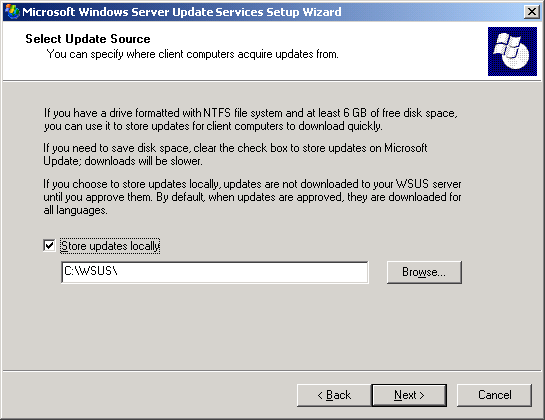 Microsoft Windows Server Update Services Setup Wizard
Select Update Source
You can specify where client computers acquire updates from.
If you have a drive formatted with NTFS file system and at least 6 GB of free disk space,
you can use it to store updates for client computers to download quickly.
If you need to save disk space, clear the check box to store updates on Microsoft
Update; downloads will be slower.
If you choose to store updates locally, updates are not downloaded to your WSUS server
until you approve them. By default, when updates are approved, they are downloaded for
all languages.
Store updates locally
C:\WSUS\
Browse...
< Back
Next >
Cancel